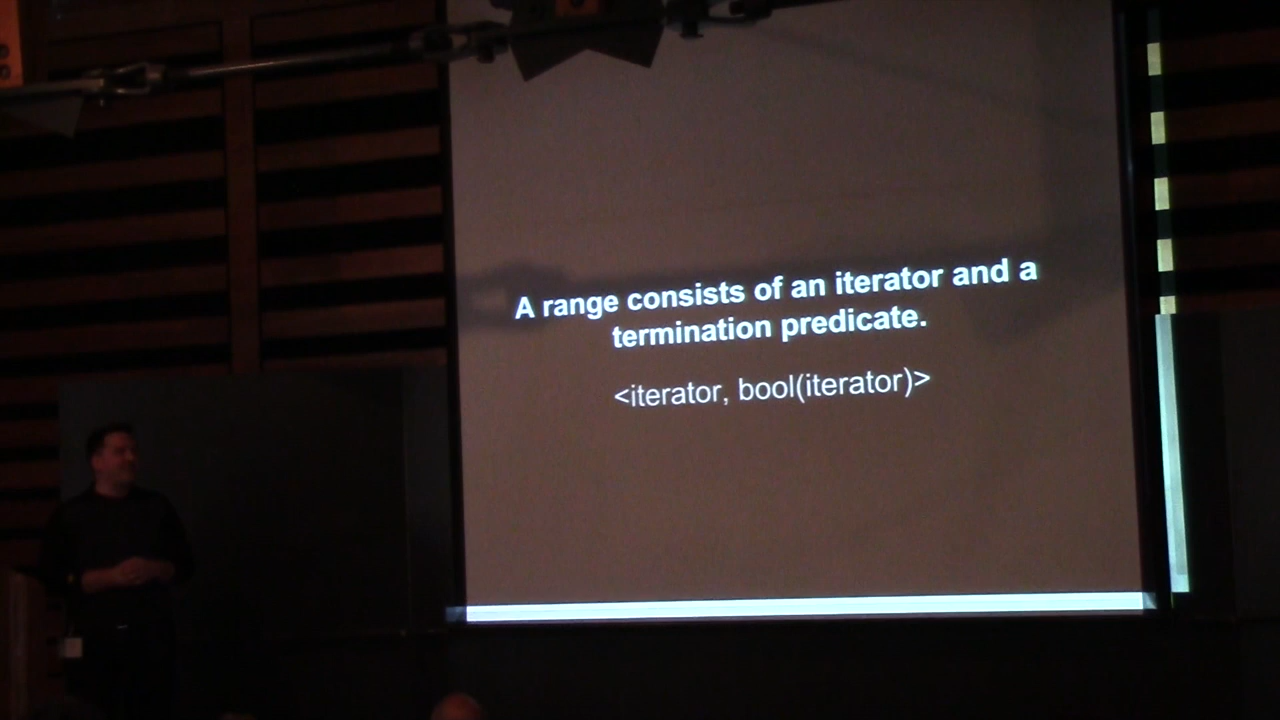 A range consists of an iterator and a
termination predicate.
<iterator, bool(iterator)>